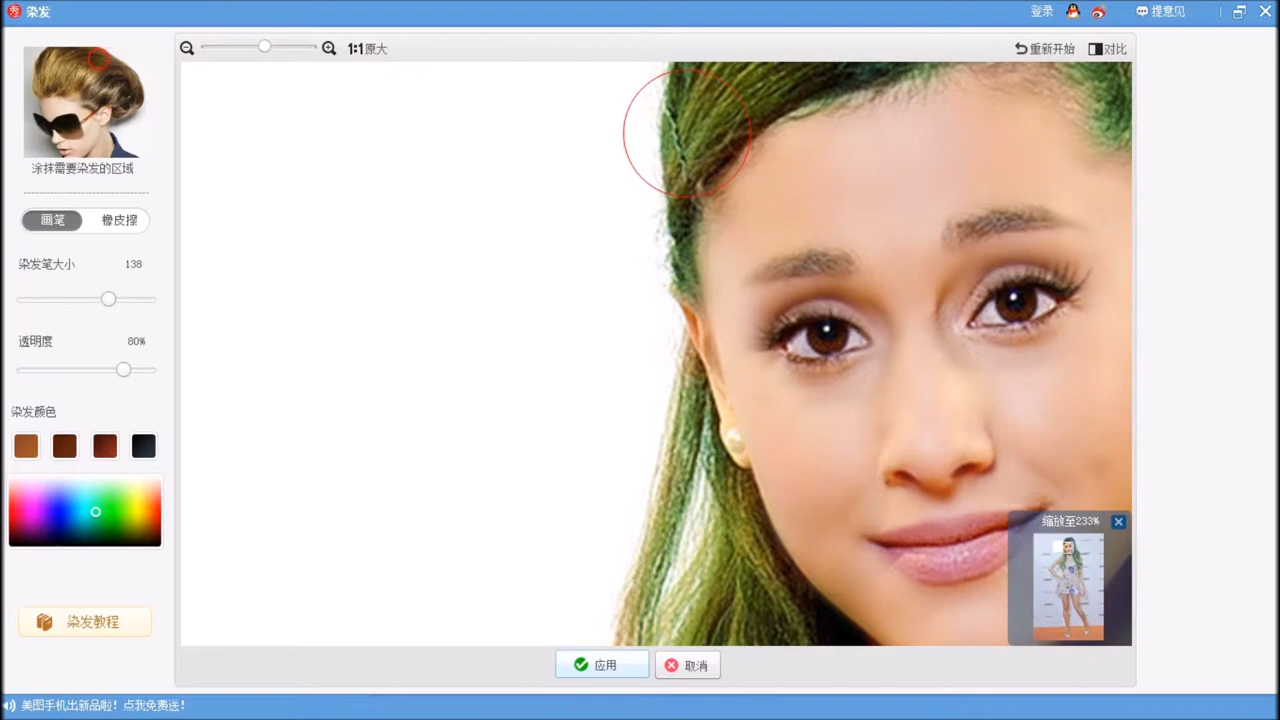 秀 染发
登录
提意见
1:1原大
重新开始
对比
涂抹需要染发的区域
画笔 橡皮擦
染发笔大小 138
透明度 80%
染发颜色
缩放至233%
染发教程
应用 取消
美图手机出新品啦！点我免费送！